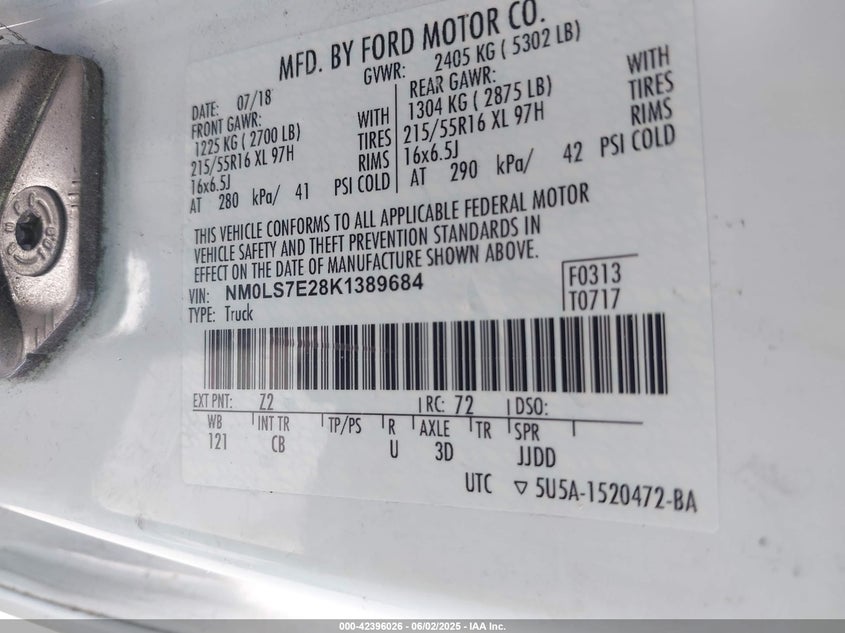 MFD. BY FORD MOTOR CO.
DATE: 07/18
GVWR: 2405 KG ( 5302 LB)
FRONT GAWR:
1225 KG ( 2700 LB) WITH
215/55R16 XL 97H TIRES
16x6.5J RIMS
AT 280 kPa/ 41 PSI COLD
REAR GAWR:
1304 KG ( 2875 LB) WITH
215/55R16 XL 97H TIRES
16x6.5J RIMS
AT 290 kPa/ 42 PSI COLD
THIS VEHICLE CONFORMS TO ALL APPLICABLE FEDERAL MOTOR
VEHICLE SAFETY AND THEFT PREVENTION STANDARDS IN
EFFECT ON THE DATE OF MANUFACTURE SHOWN ABOVE.
VIN: NM0LS7E28K1389684
TYPE: Truck
F0313
T0717
EXT PNT: Z2 RC: 72 DSO:
WB INT TR TP/PS R AXLE TR SPR
121 CB U 3D JJDD
UTC ▽ 5U5A-1520472-BA
000-42396026 - 06/02/2025 - IAA Inc.